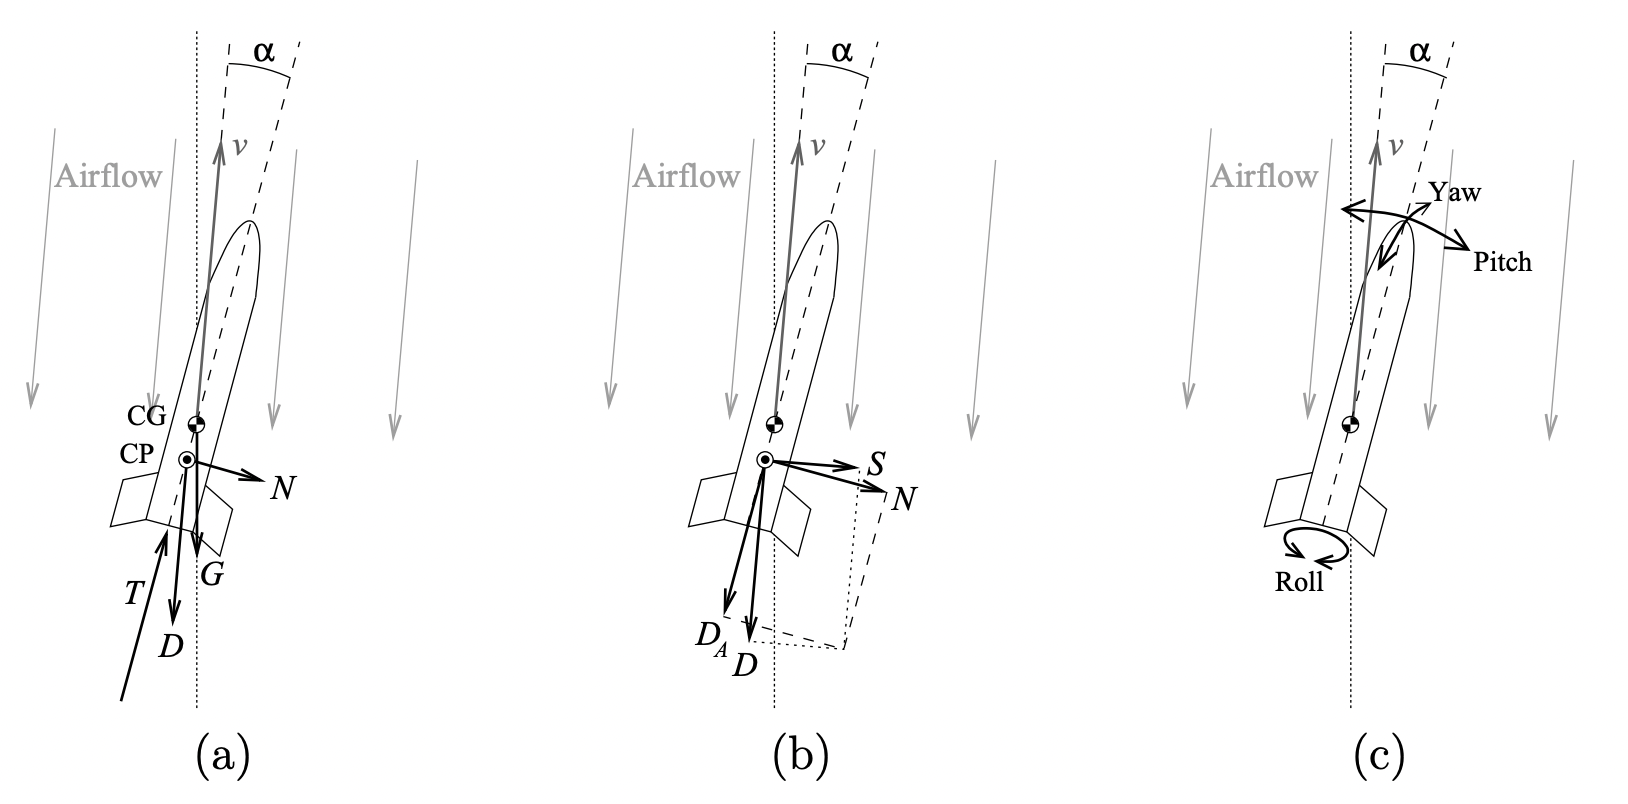 α
v
Airflow
CG
CP
N
G
T
D
(a)
α
v
Airflow
S
N
D_A
D
(b)
α
v
Airflow
Yaw
Pitch
Roll
(c)